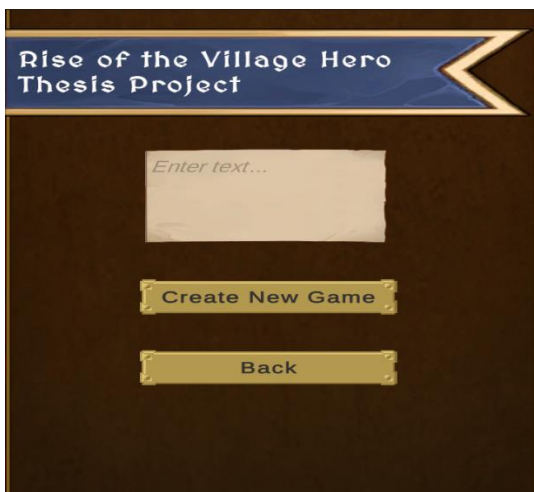 Rise of the Village Hero
Thesis Project
Enter text...
Create New Game
Back